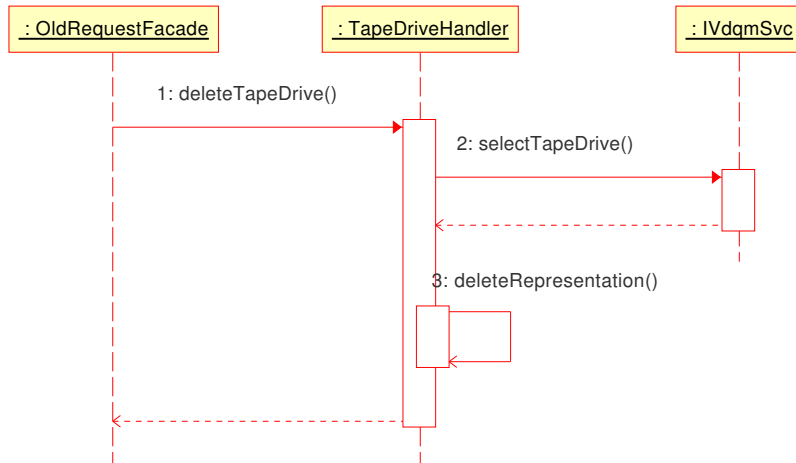 : OldRequestFacade
: TapeDriveHandler
: IVdqmSvc
1: deleteTapeDrive()
2: selectTapeDrive()
3: deleteRepresentation()